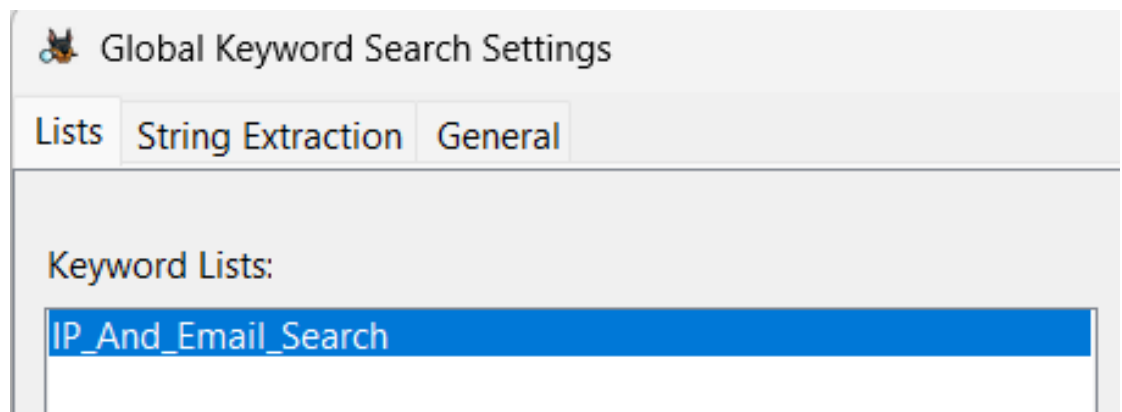 Global Keyword Search Settings
Lists String Extraction General
Keyword Lists:
IP_And_Email_Search